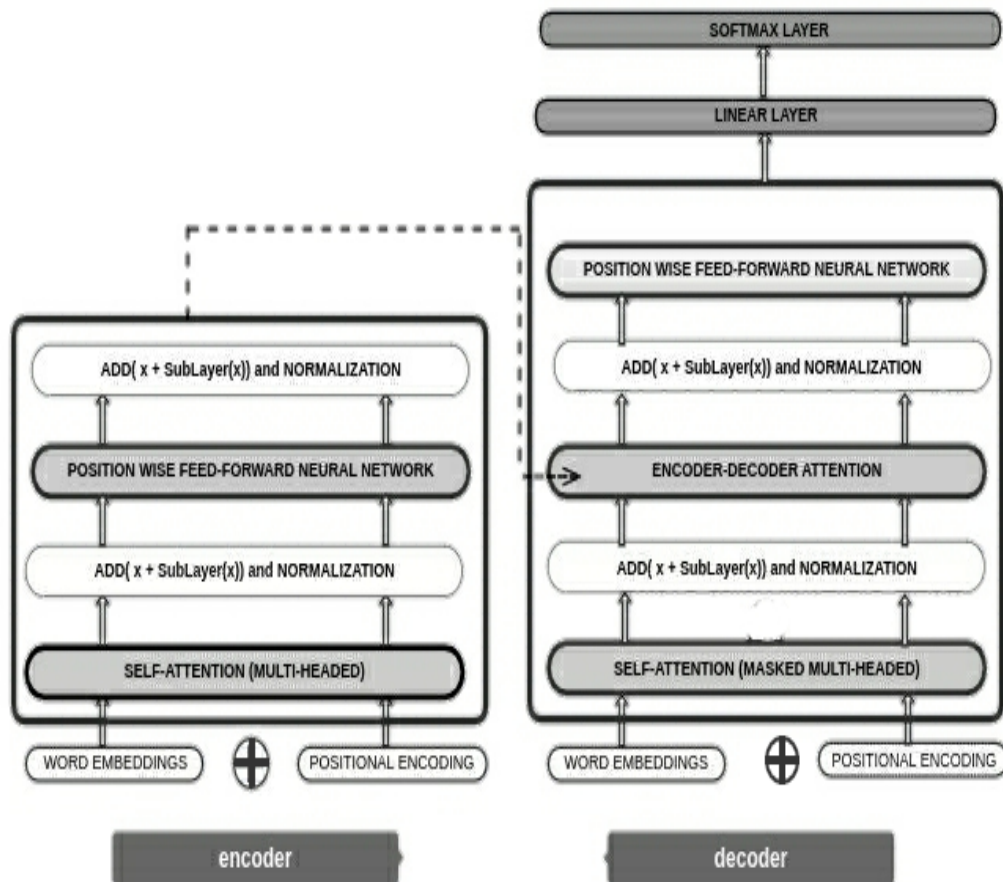 SOFTMAX LAYER
LINEAR LAYER
POSITION WISE FEED-FORWARD NEURAL NETWORK
ADD( x + SubLayer(x)) and NORMALIZATION
ENCODER-DECODER ATTENTION
ADD( x + SubLayer(x)) and NORMALIZATION
SELF-ATTENTION (MASKED MULTI-HEADED)
WORD EMBEDDINGS
POSITIONAL ENCODING
decoder
ADD( x + SubLayer(x)) and NORMALIZATION
POSITION WISE FEED-FORWARD NEURAL NETWORK
ADD( x + SubLayer(x)) and NORMALIZATION
SELF-ATTENTION (MULTI-HEADED)
WORD EMBEDDINGS
POSITIONAL ENCODING
encoder